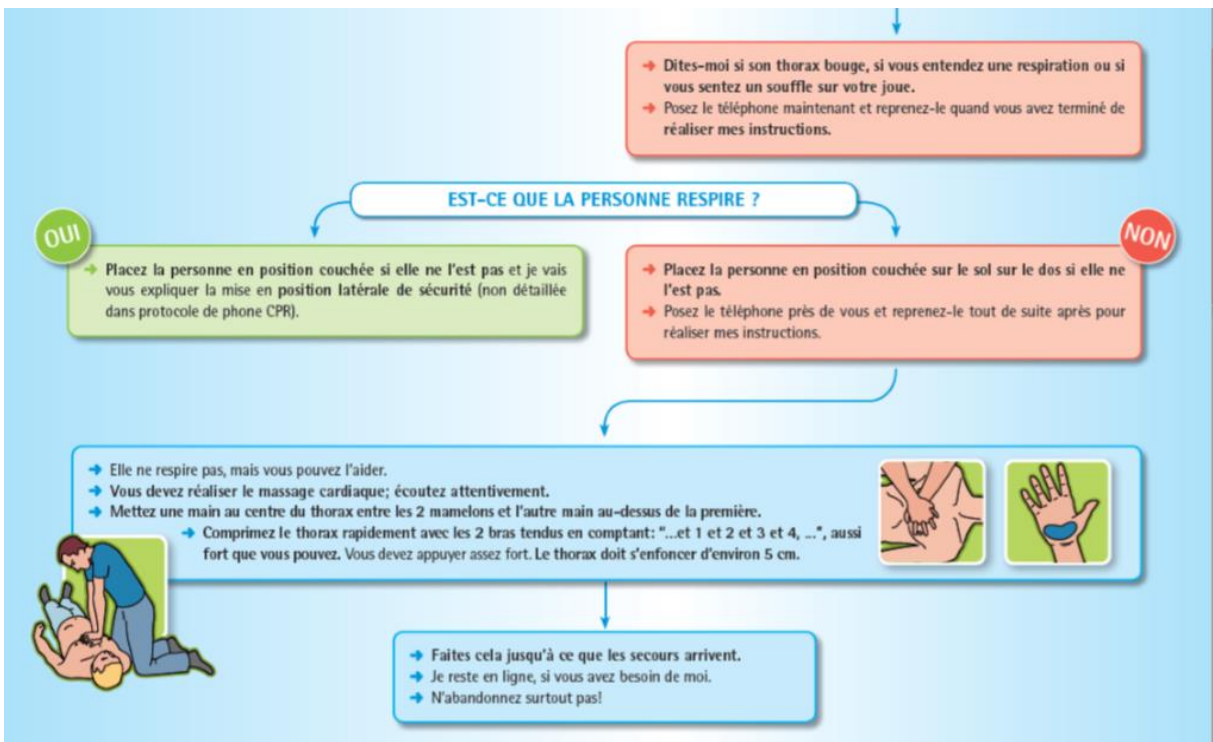 ➔ Dites-moi si son thorax bouge, si vous entendez une respiration ou si
vous sentez un souffle sur votre joue.
➔ Posez le téléphone maintenant et reprenez-le quand vous avez terminé de
réaliser mes instructions.
EST-CE QUE LA PERSONNE RESPIRE ?
OUI
➔ Placez la personne en position couchée si elle ne l'est pas et je vais
vous expliquer la mise en position latérale de sécurité (non détaillée
dans protocole de phone CPR).
NON
➔ Placez la personne en position couchée sur le sol sur le dos si elle ne
l'est pas.
➔ Posez le téléphone près de vous et reprenez-le tout de suite après pour
réaliser mes instructions.
➔ Elle ne respire pas, mais vous pouvez l'aider.
➔ Vous devez réaliser le massage cardiaque; écoutez attentivement.
➔ Mettez une main au centre du thorax entre les 2 mamelons et l'autre main au-dessus de la première.
➔ Comprimez le thorax rapidement avec les 2 bras tendus en comptant: "...et 1 et 2 et 3 et 4, ...", aussi
fort que vous pouvez. Vous devez appuyer assez fort. Le thorax doit s'enfoncer d'environ 5 cm.
➔ Faites cela jusqu'à ce que les secours arrivent.
➔ Je reste en ligne, si vous avez besoin de moi.
➔ N'abandonnez surtout pas!